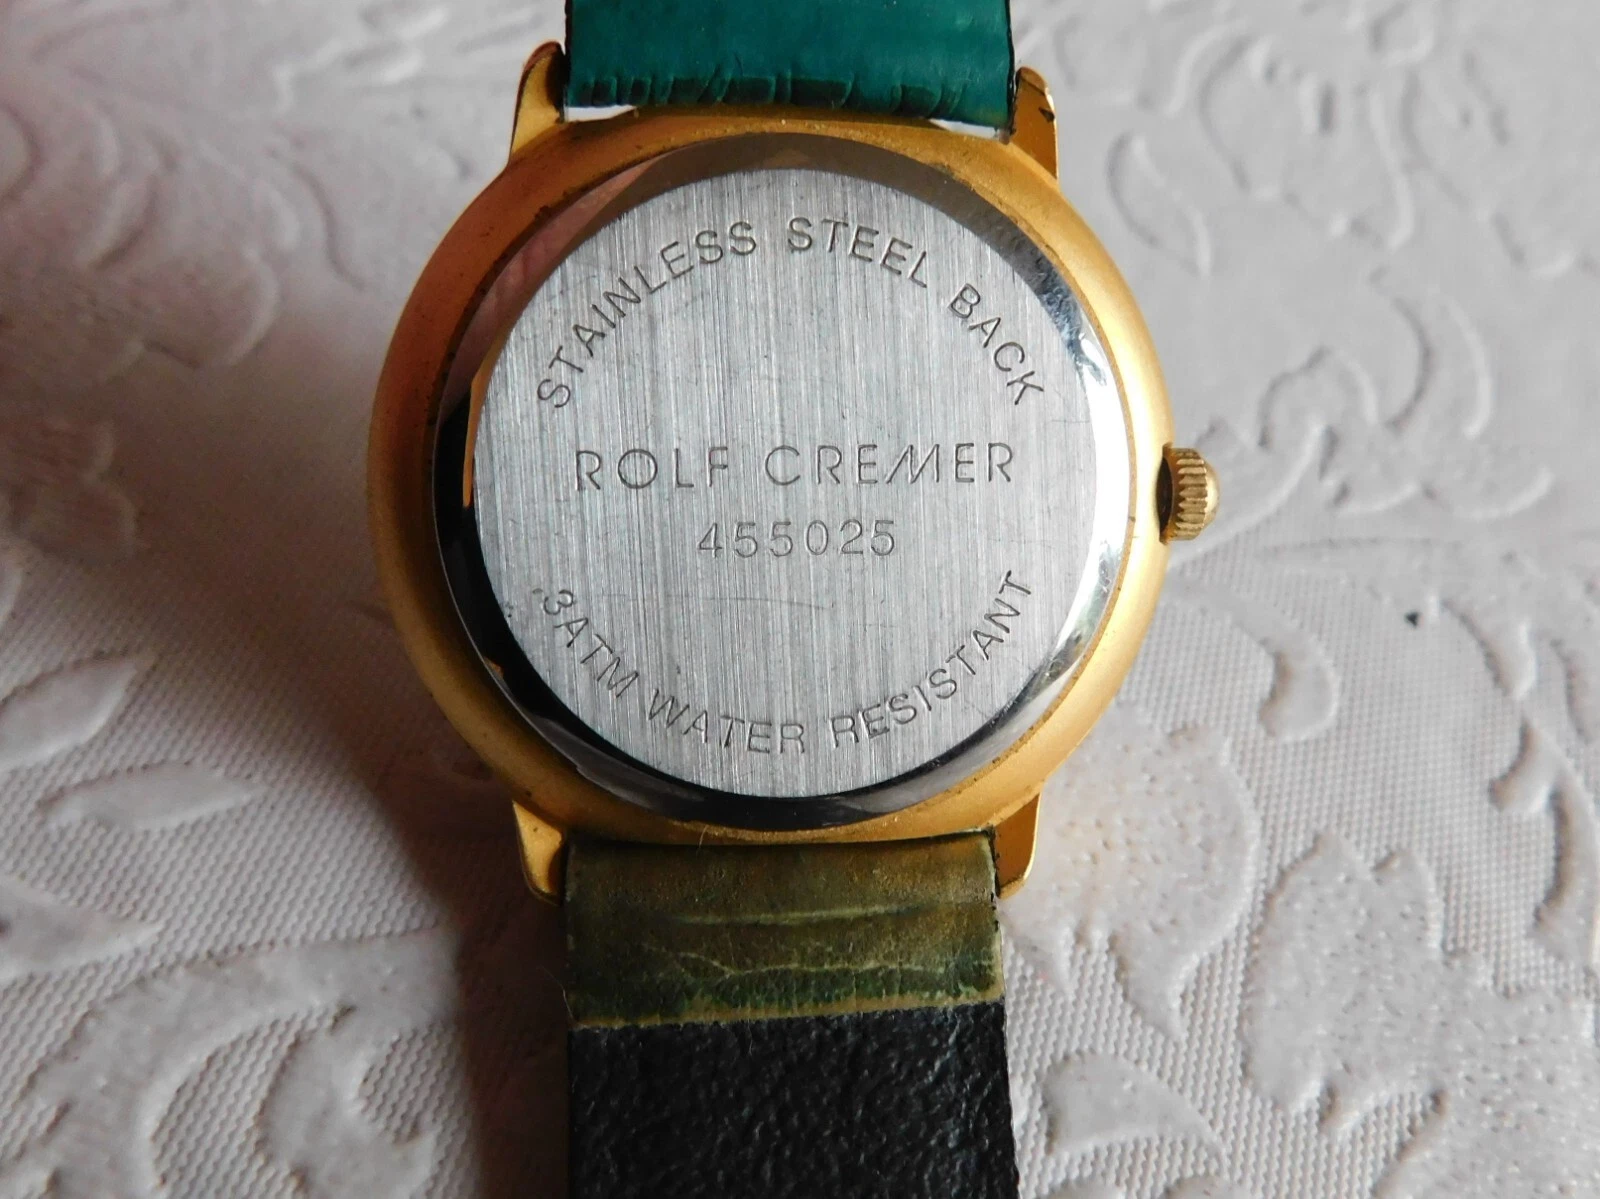 STAINLESS STEEL BACK
ROLF CREMER
455025
3ATM WATER RESISTANT